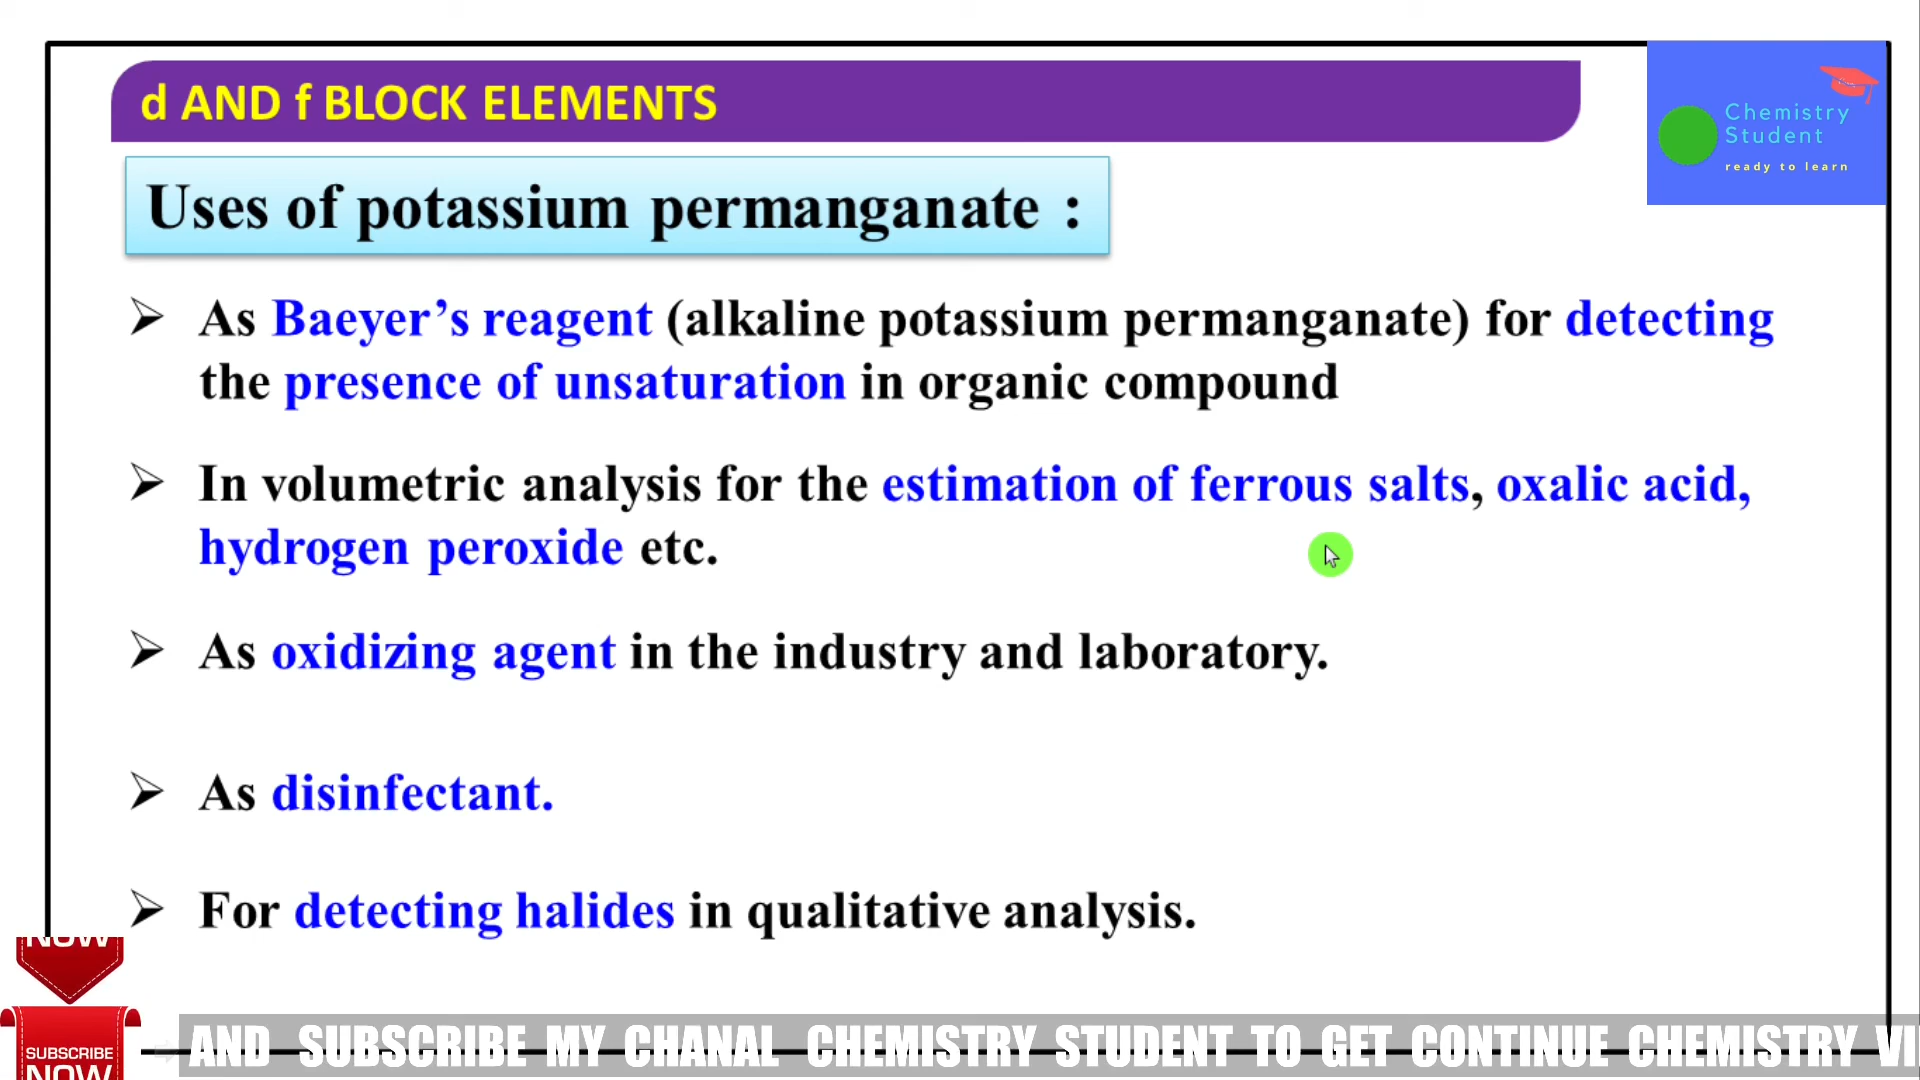 d AND f BLOCK ELEMENTS
Chemistry
Student
ready to learn
Uses of potassium permanganate :
➢ As Baeyer’s reagent (alkaline potassium permanganate) for detecting
the presence of unsaturation in organic compound
➢ In volumetric analysis for the estimation of ferrous salts, oxalic acid,
hydrogen peroxide etc.
➢ As oxidizing agent in the industry and laboratory.
➢ As disinfectant.
➢ For detecting halides in qualitative analysis.
NOW
SUBSCRIBE
NOW
AND SUBSCRIBE MY CHANAL CHEMISTRY STUDENT TO GET CONTINUE CHEMISTRY VI